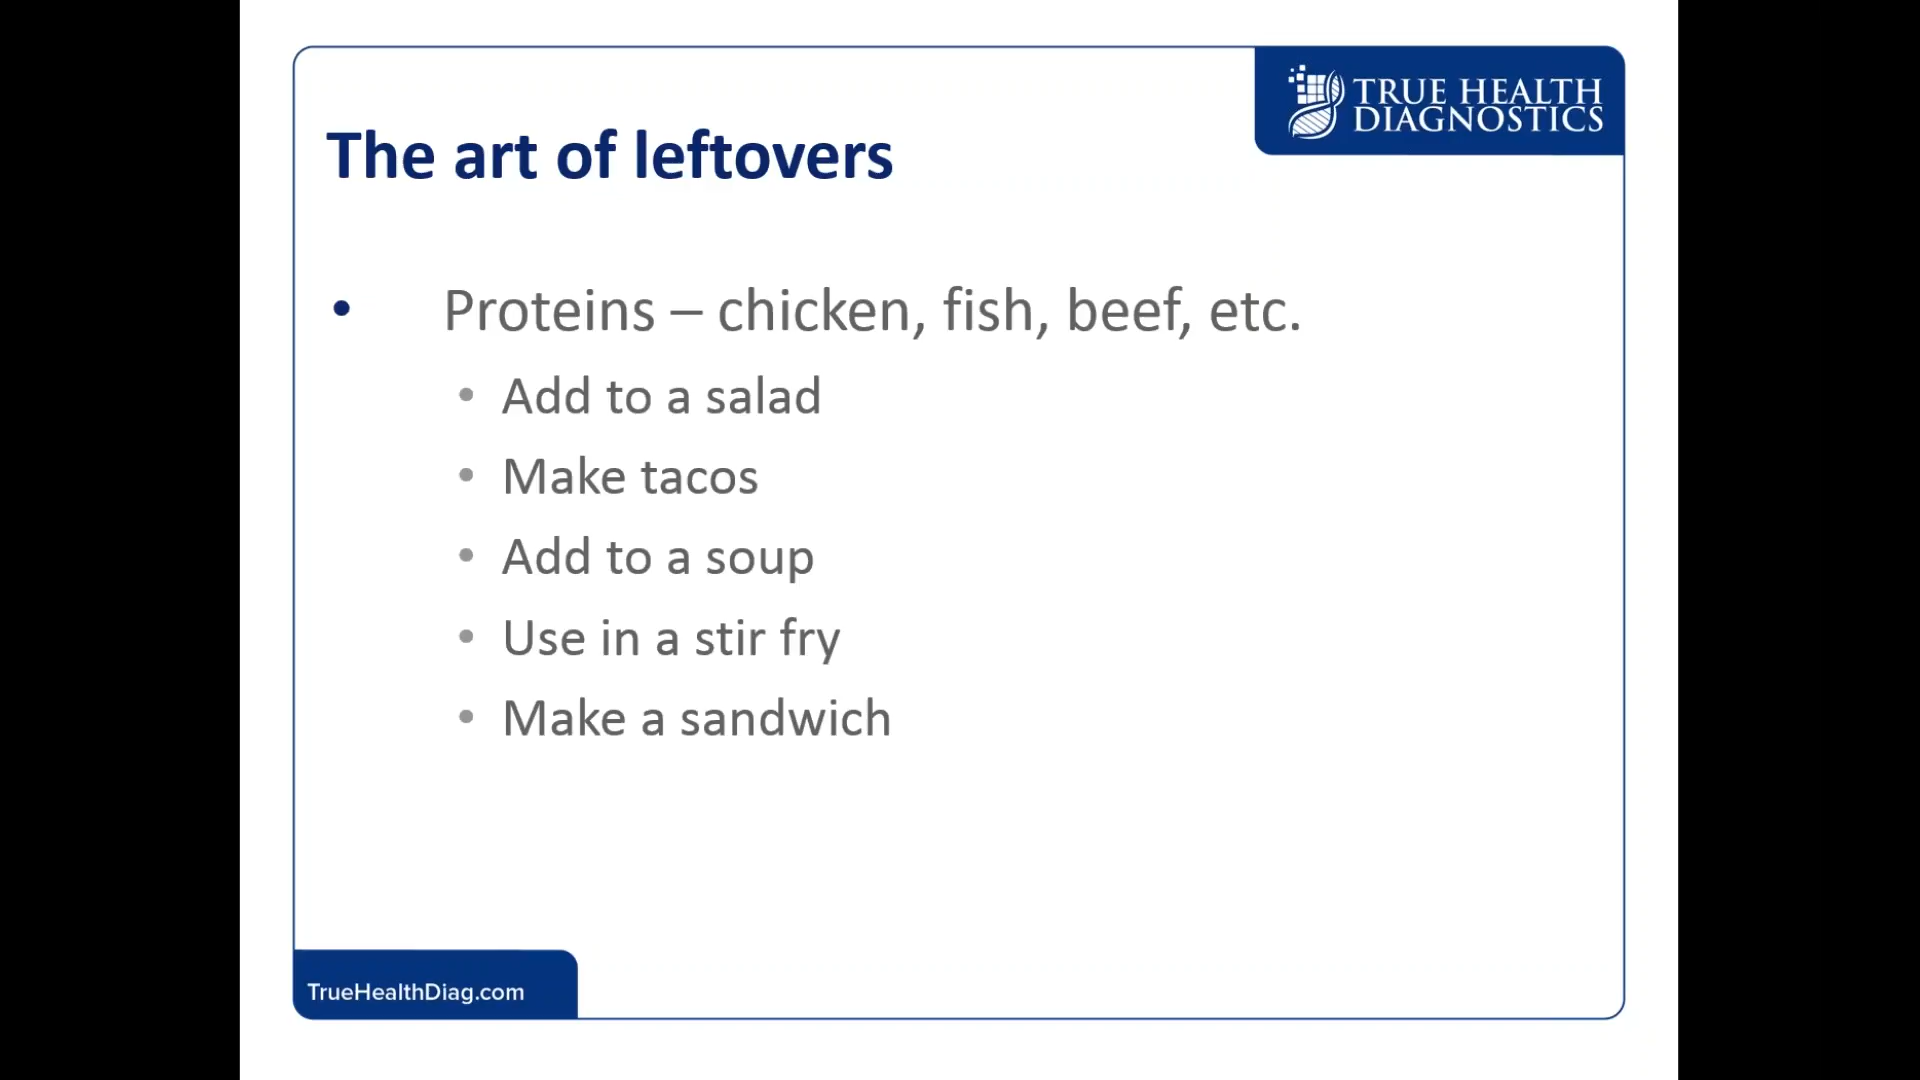 TRUE HEALTH
DIAGNOSTICS
The art of leftovers
• Proteins – chicken, fish, beef, etc.
• Add to a salad
• Make tacos
• Add to a soup
• Use in a stir fry
• Make a sandwich
TrueHealthDiag.com